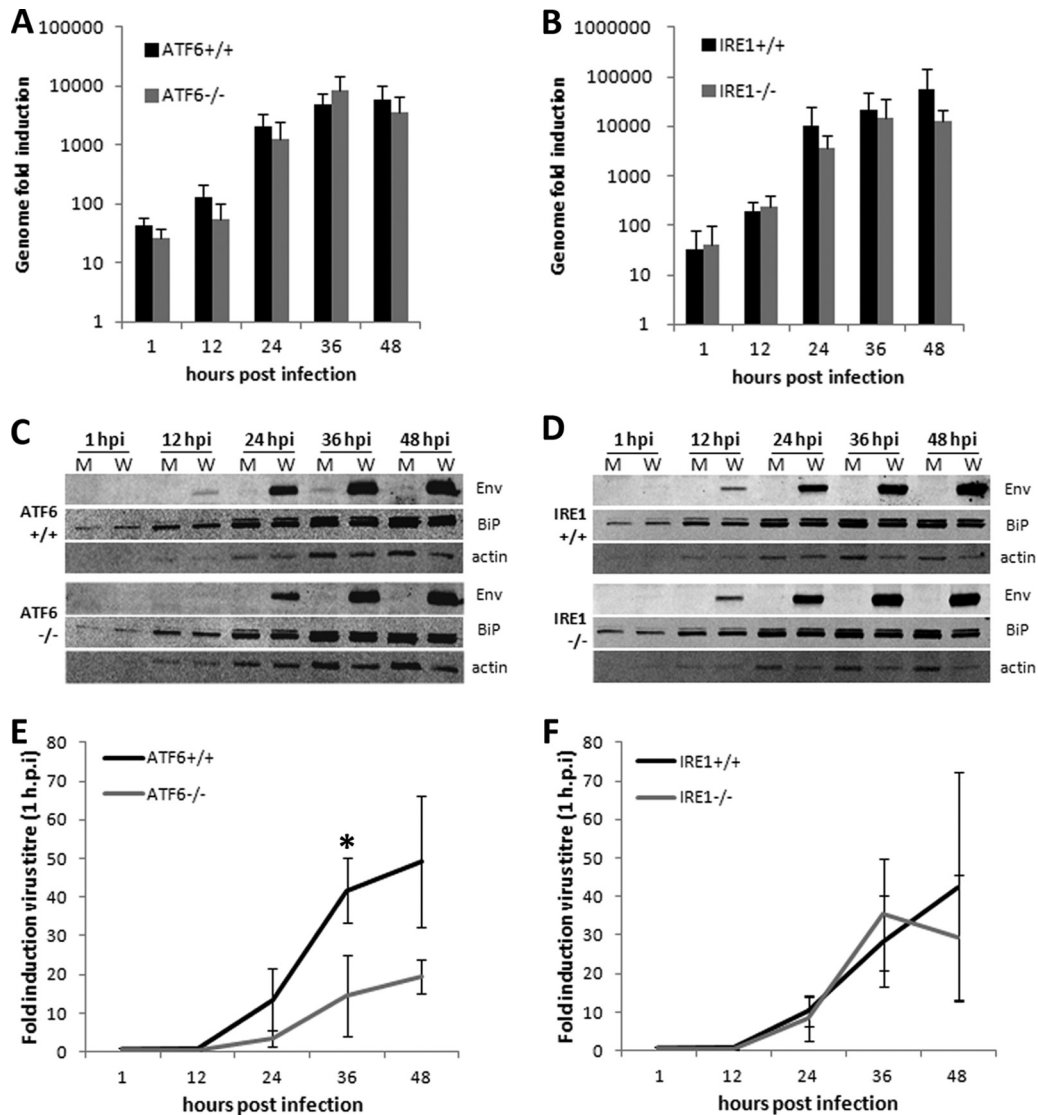 A
100000
10000
1000
100
10
1
Genome fold induction
ATF6+/+
ATF6-/-
1 12 24 36 48
hours post infection
B
1000000
100000
10000
1000
100
10
1
Genome fold induction
IRE1+/+
IRE1-/-
1 12 24 36 48
hours post infection
C
1 hpi 12 hpi 24 hpi 36 hpi 48 hpi
M W M W M W M W M W
ATF6
+/+
Env
BiP
actin
ATF6
-/-
Env
BiP
actin
D
1 hpi 12 hpi 24 hpi 36 hpi 48 hpi
M W M W M W M W M W
IRE1
+/+
Env
BiP
actin
IRE1
-/-
Env
BiP
actin
E
80
70
60
50
40
30
20
10
0
Fold induction virus titre (1 h.p.i)
ATF6+/+
ATF6-/-
*
1 12 24 36 48
hours post infection
F
80
70
60
50
40
30
20
10
0
Fold induction virus titre (1 h.p.i)
IRE1+/+
IRE1-/-
1 12 24 36 48
hours post infection